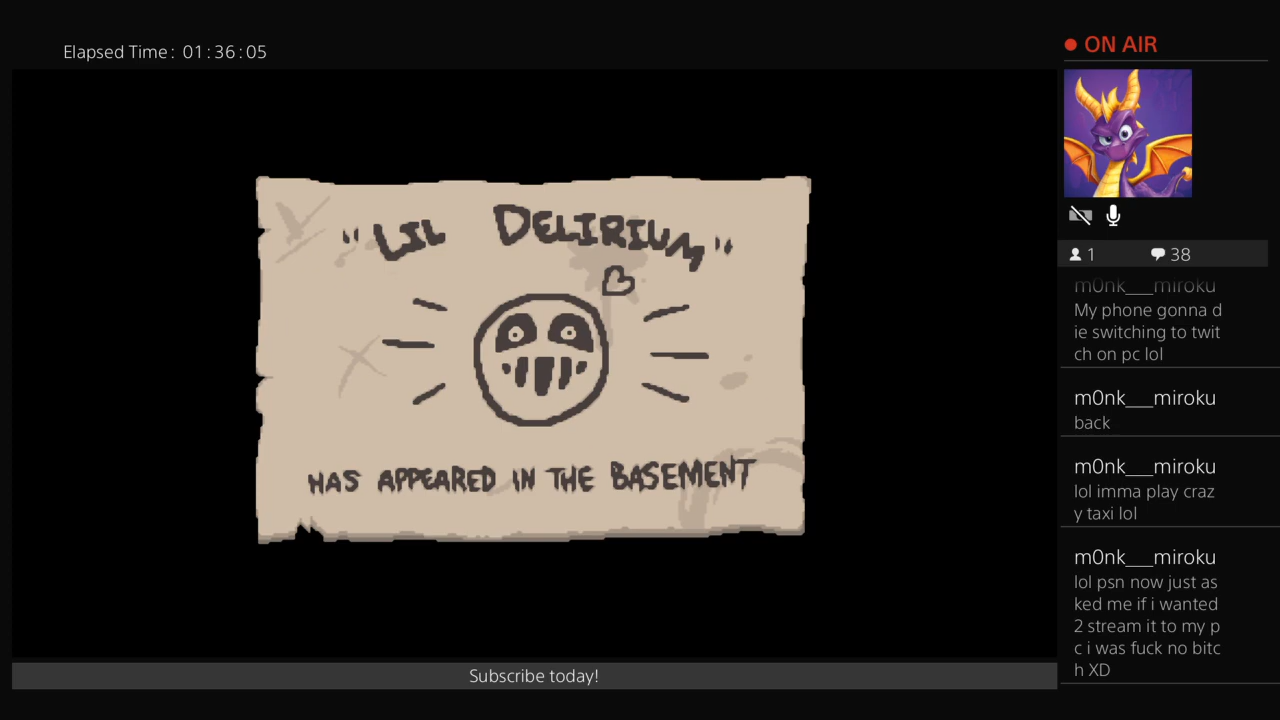 Elapsed Time: 01:36:05
ON AIR
1
38
"LIL DELIRIUM"
HAS APPEARED IN THE BASEMENT
m0nk___miroku
My phone gonna d
ie switching to twit
ch on pc lol
m0nk___miroku
back
m0nk___miroku
lol imma play craz
y taxi lol
m0nk___miroku
lol psn now just as
ked me if i wanted
2 stream it to my p
c i was fuck no bitc
h XD
Subscribe today!